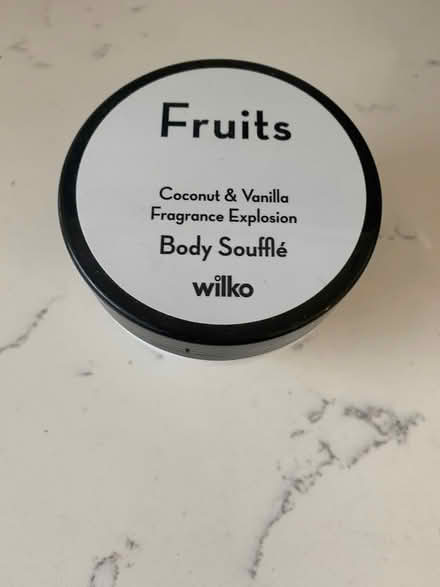 Fruits
Coconut & Vanilla
Fragrance Explosion
Body Soufflé
wilko